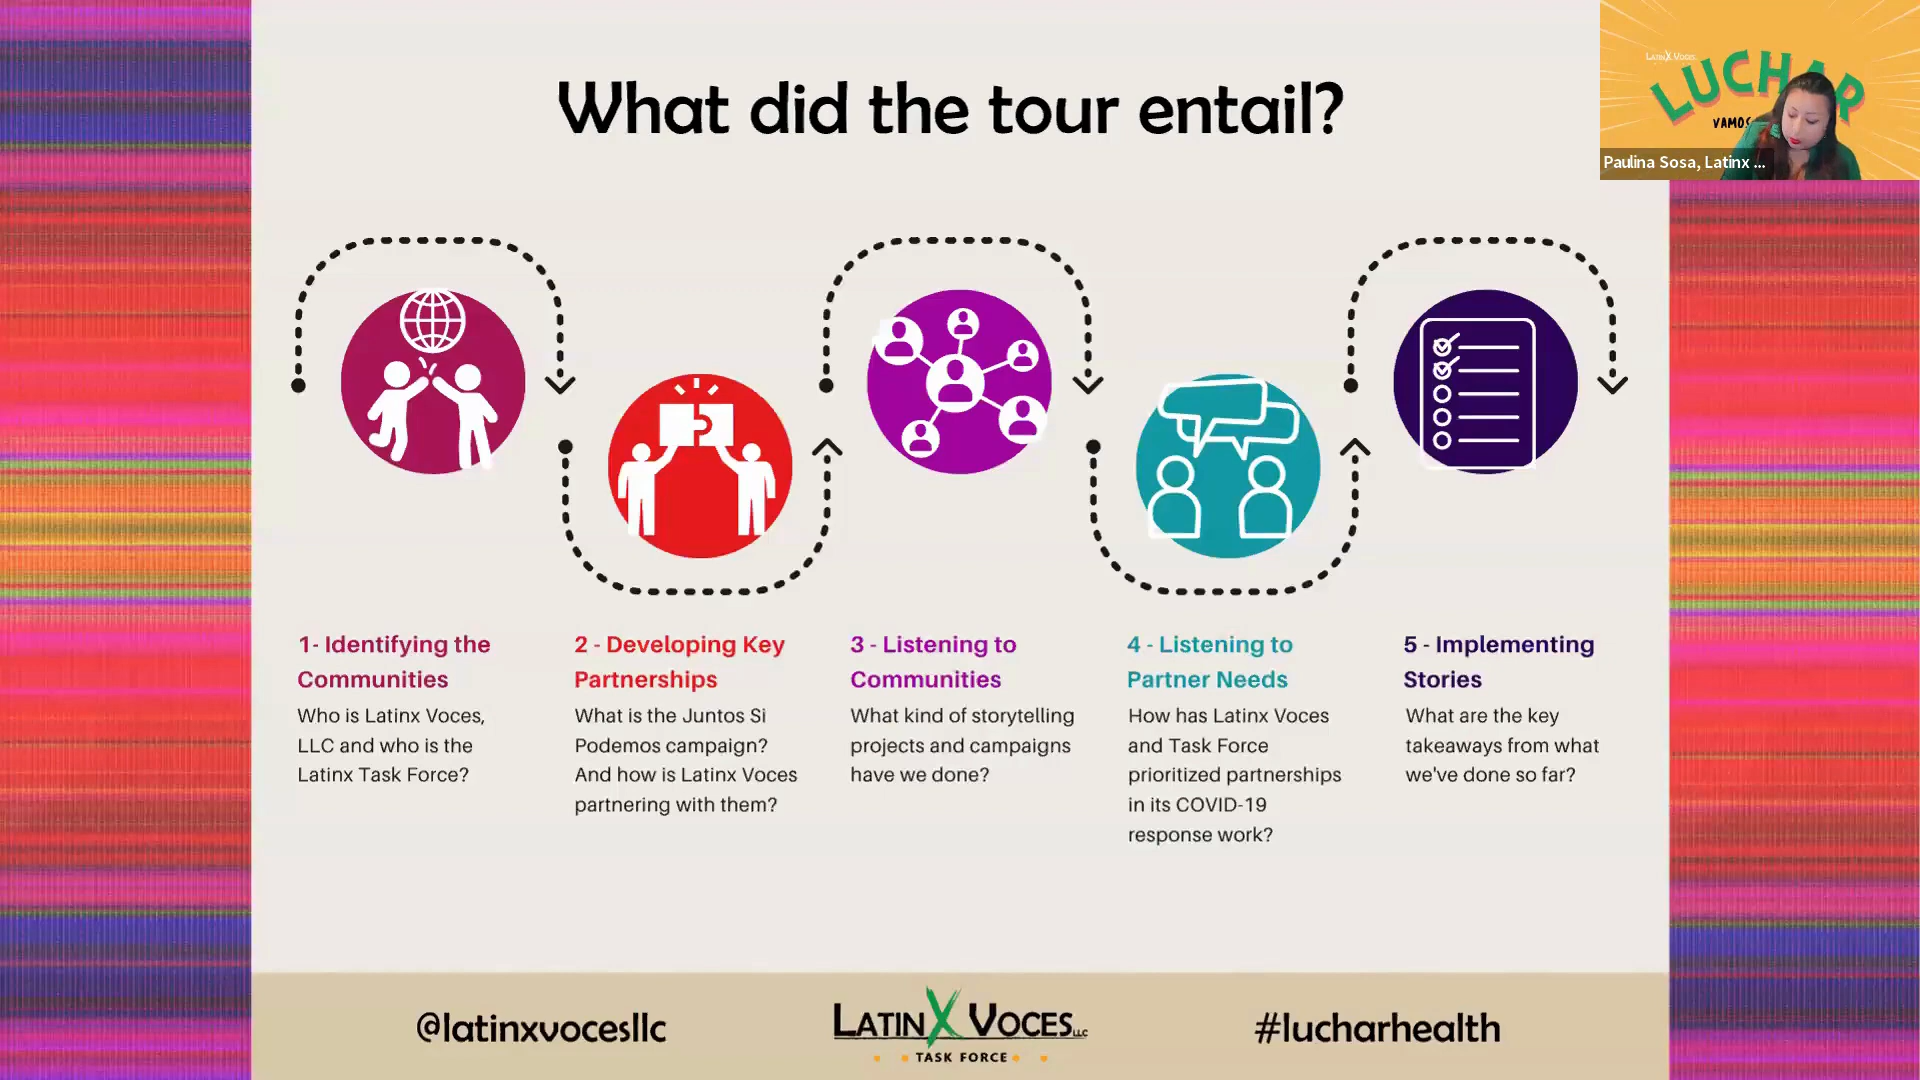 What did the tour entail?
LatinX Voces
LUCHAR
VAMOS
Paulina Sosa, Latinx ...
1- Identifying the
Communities
Who is Latinx Voces,
LLC and who is the
Latinx Task Force?
2 - Developing Key
Partnerships
What is the Juntos Si
Podemos campaign?
And how is Latinx Voces
partnering with them?
3 - Listening to
Communities
What kind of storytelling
projects and campaigns
have we done?
4 - Listening to
Partner Needs
How has Latinx Voces
and Task Force
prioritized partnerships
in its COVID-19
response work?
5 - Implementing
Stories
What are the key
takeaways from what
we've done so far?
@latinxvocesllc
LATINX VOCES LLC
TASK FORCE
#lucharhealth